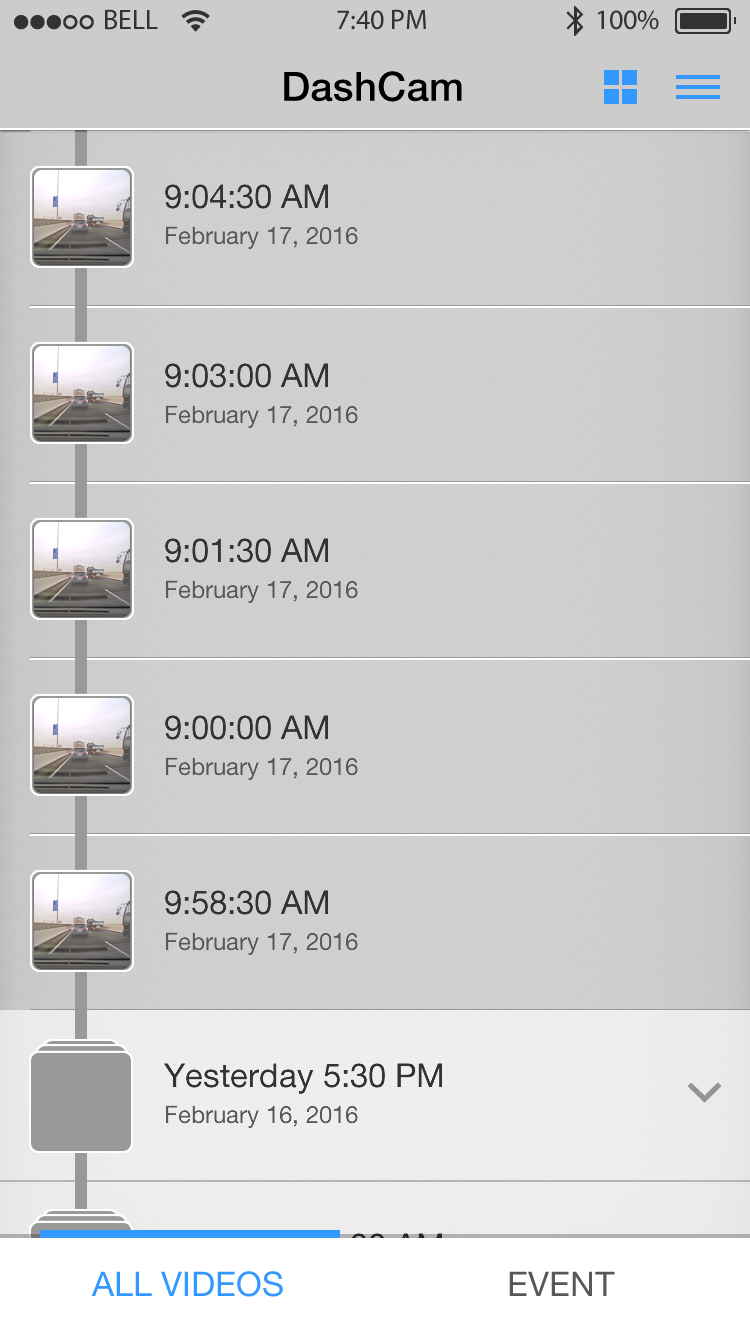 BELL 7:40 PM 100%
DashCam
9:04:30 AM
February 17, 2016
9:03:00 AM
February 17, 2016
9:01:30 AM
February 17, 2016
9:00:00 AM
February 17, 2016
9:58:30 AM
February 17, 2016
Yesterday 5:30 PM
February 16, 2016
ALL VIDEOS EVENT